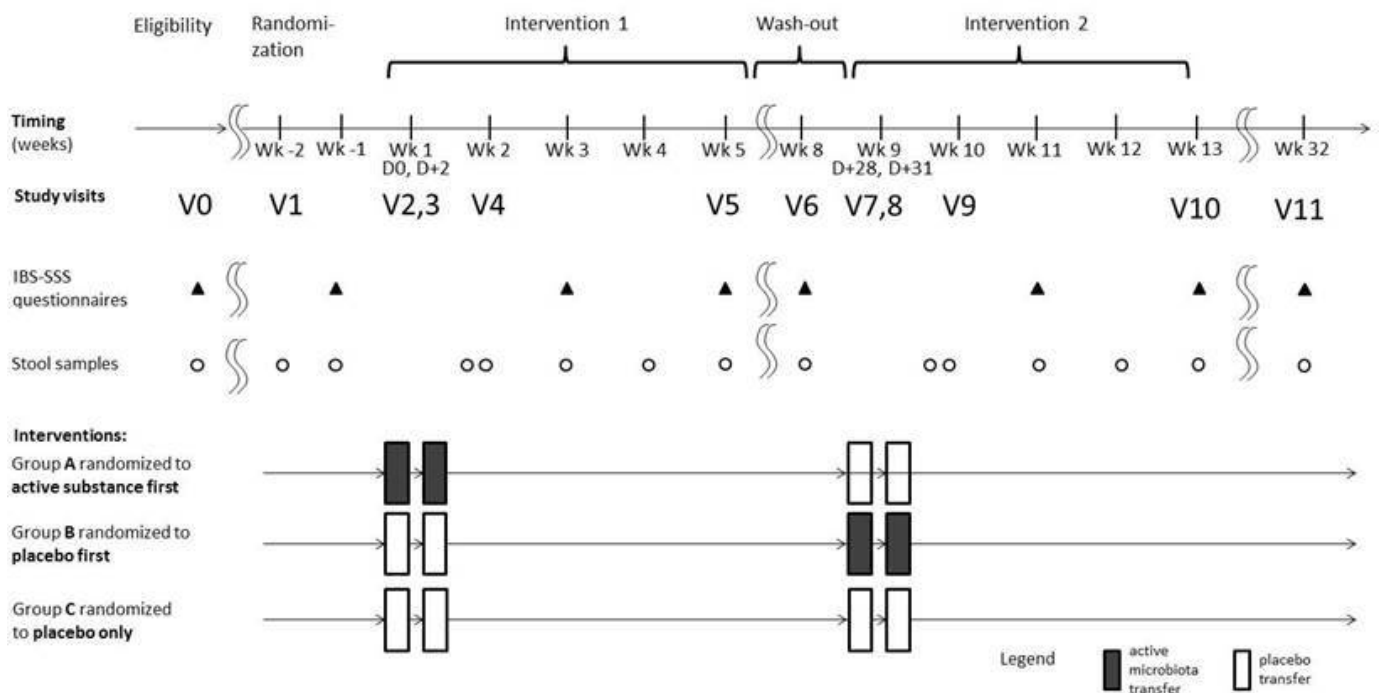 Eligibility Randomi- Intervention 1 Wash-out Intervention 2
zation
Timing
(weeks)
Wk -2 Wk -1 Wk 1 Wk 2 Wk 3 Wk 4 Wk 5 Wk 8 Wk 9 Wk 10 Wk 11 Wk 12 Wk 13 Wk 32
D0, D+2 D+28, D+31
Study visits V0 V1 V2,3 V4 V5 V6 V7,8 V9 V10 V11
IBS-SSS
questionnaires
Stool samples
Interventions:
Group A randomized to
active substance first
Group B randomized to
placebo first
Group C randomized
to placebo only
Legend
active
microbiota
transfer
placebo
transfer